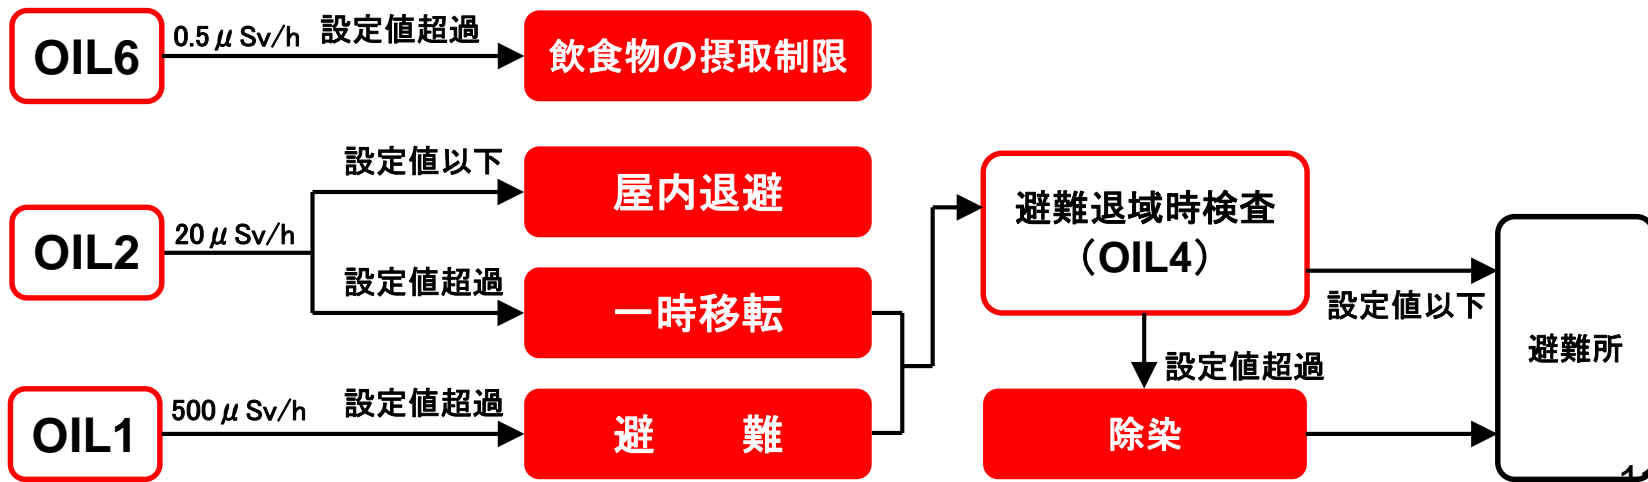 OIL6
0.5μSv/h
設定値超過
飲食物の摂取制限
OIL2
20μSv/h
設定値以下
屋内退避
設定値超過
一時移転
OIL1
500μSv/h
設定値超過
避　　難
避難退域時検査
（OIL4）
設定値以下
設定値超過
除染
避難所